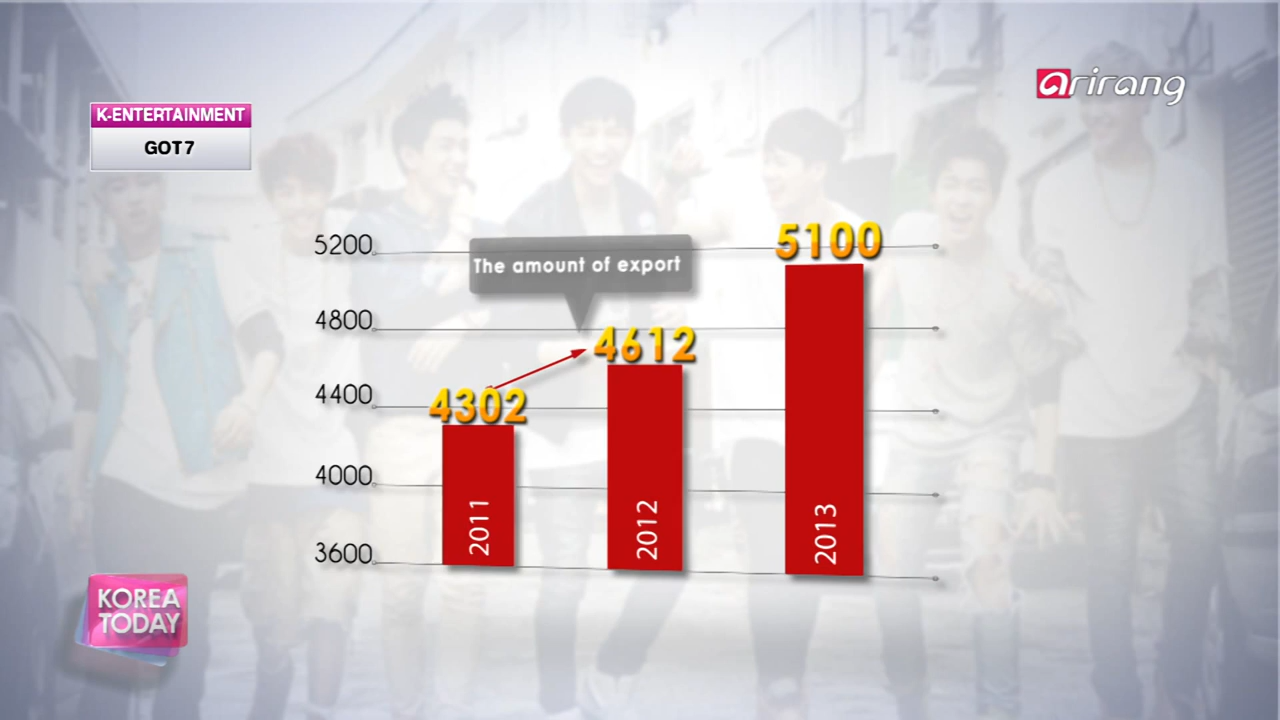 arirang
K-ENTERTAINMENT
GOT7
5200
5100
The amount of export
4800
4612
4400
4302
4000
3600
2011
2012
2013
KOREA
TODAY